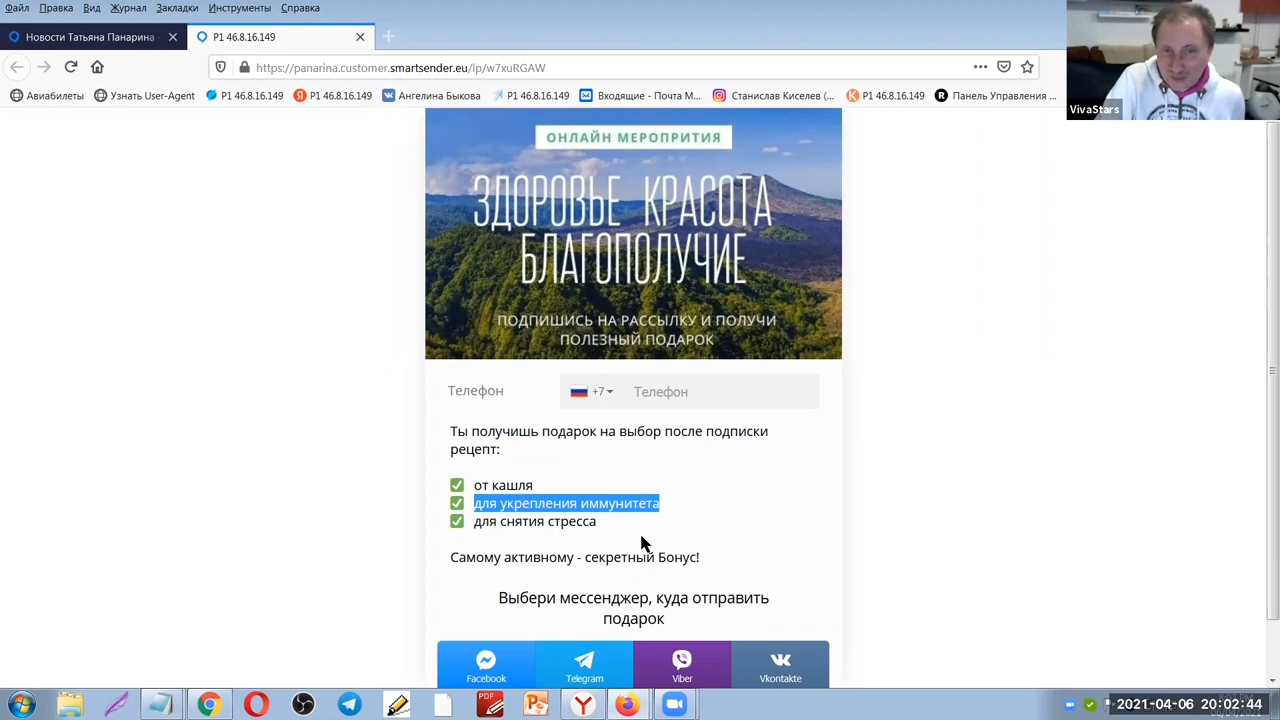 Файл Правка Вид Журнал Закладки Инструменты Справка
Новости Татьяна Панарина -
P1 46.8.16.149
https://panarina.customer.smartsender.eu/lp/w7xuRGAW
Авиабилеты Узнать User-Agent P1 46.8.16.149 P1 46.8.16.149 Ангелина Быкова P1 46.8.16.149 Входящие - Почта М... Станислав Киселев (... P1 46.8.16.149 Панель Управления ...
VivaStars
ОНЛАЙН МЕРОПРИТИЯ
ЗДОРОВЬЕ КРАСОТА
БЛАГОПОЛУЧИЕ
ПОДПИШИСЬ НА РАССЫЛКУ И ПОЛУЧИ
ПОЛЕЗНЫЙ ПОДАРОК
Телефон +7 Телефон
Ты получишь подарок на выбор после подписки
рецепт:
от кашля
для укрепления иммунитета
для снятия стресса
Самому активному - секретный Бонус!
Выбери мессенджер, куда отправить
подарок
Facebook Telegram Viber Vkontakte
PDF
2021-04-06 20:02:44